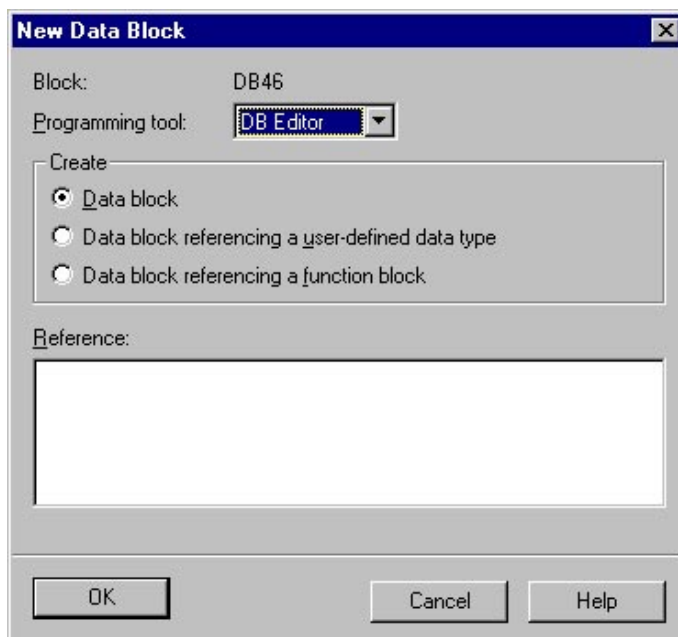 New Data Block
Block: DB46
Programming tool: DB Editor
Create
Data block
Data block referencing a user-defined data type
Data block referencing a function block
Reference:
OK Cancel Help